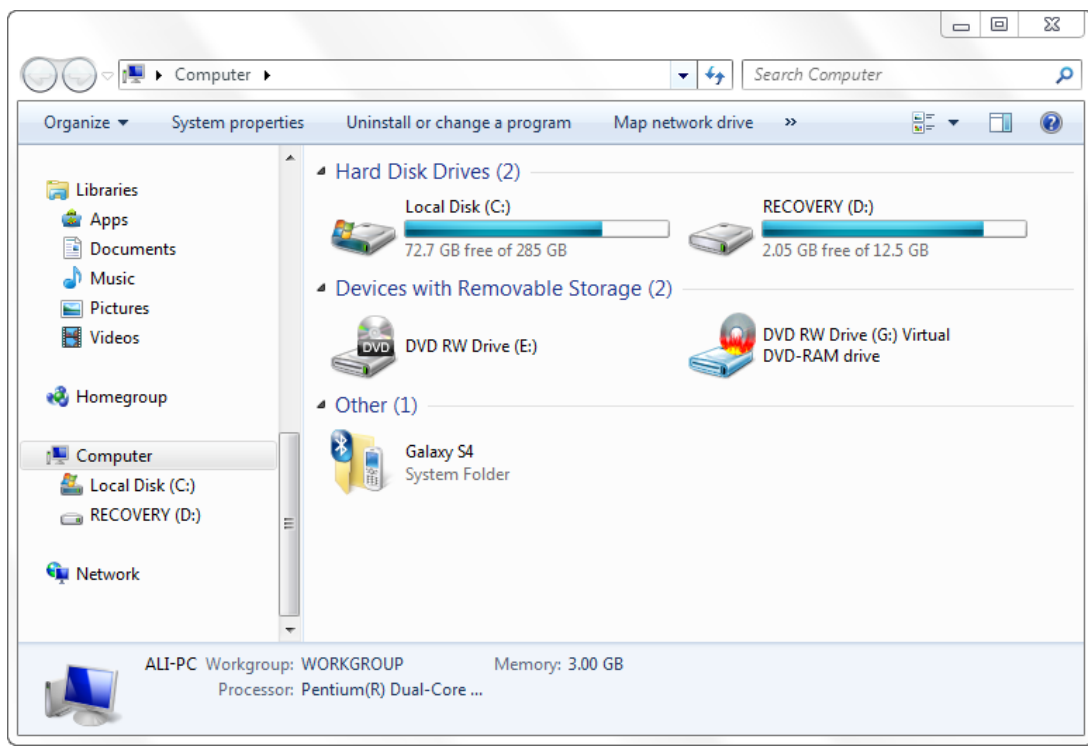 Computer
Search Computer
Organize
System properties
Uninstall or change a program
Map network drive
»
Libraries
Apps
Documents
Music
Pictures
Videos
Homegroup
Computer
Local Disk (C:)
RECOVERY (D:)
Network
Hard Disk Drives (2)
Local Disk (C:)
72.7 GB free of 285 GB
RECOVERY (D:)
2.05 GB free of 12.5 GB
Devices with Removable Storage (2)
DVD
DVD RW Drive (E:)
DVD RW Drive (G:) Virtual
DVD-RAM drive
Other (1)
Galaxy S4
System Folder
ALI-PC Workgroup: WORKGROUP Memory: 3.00 GB
Processor: Pentium(R) Dual-Core ...